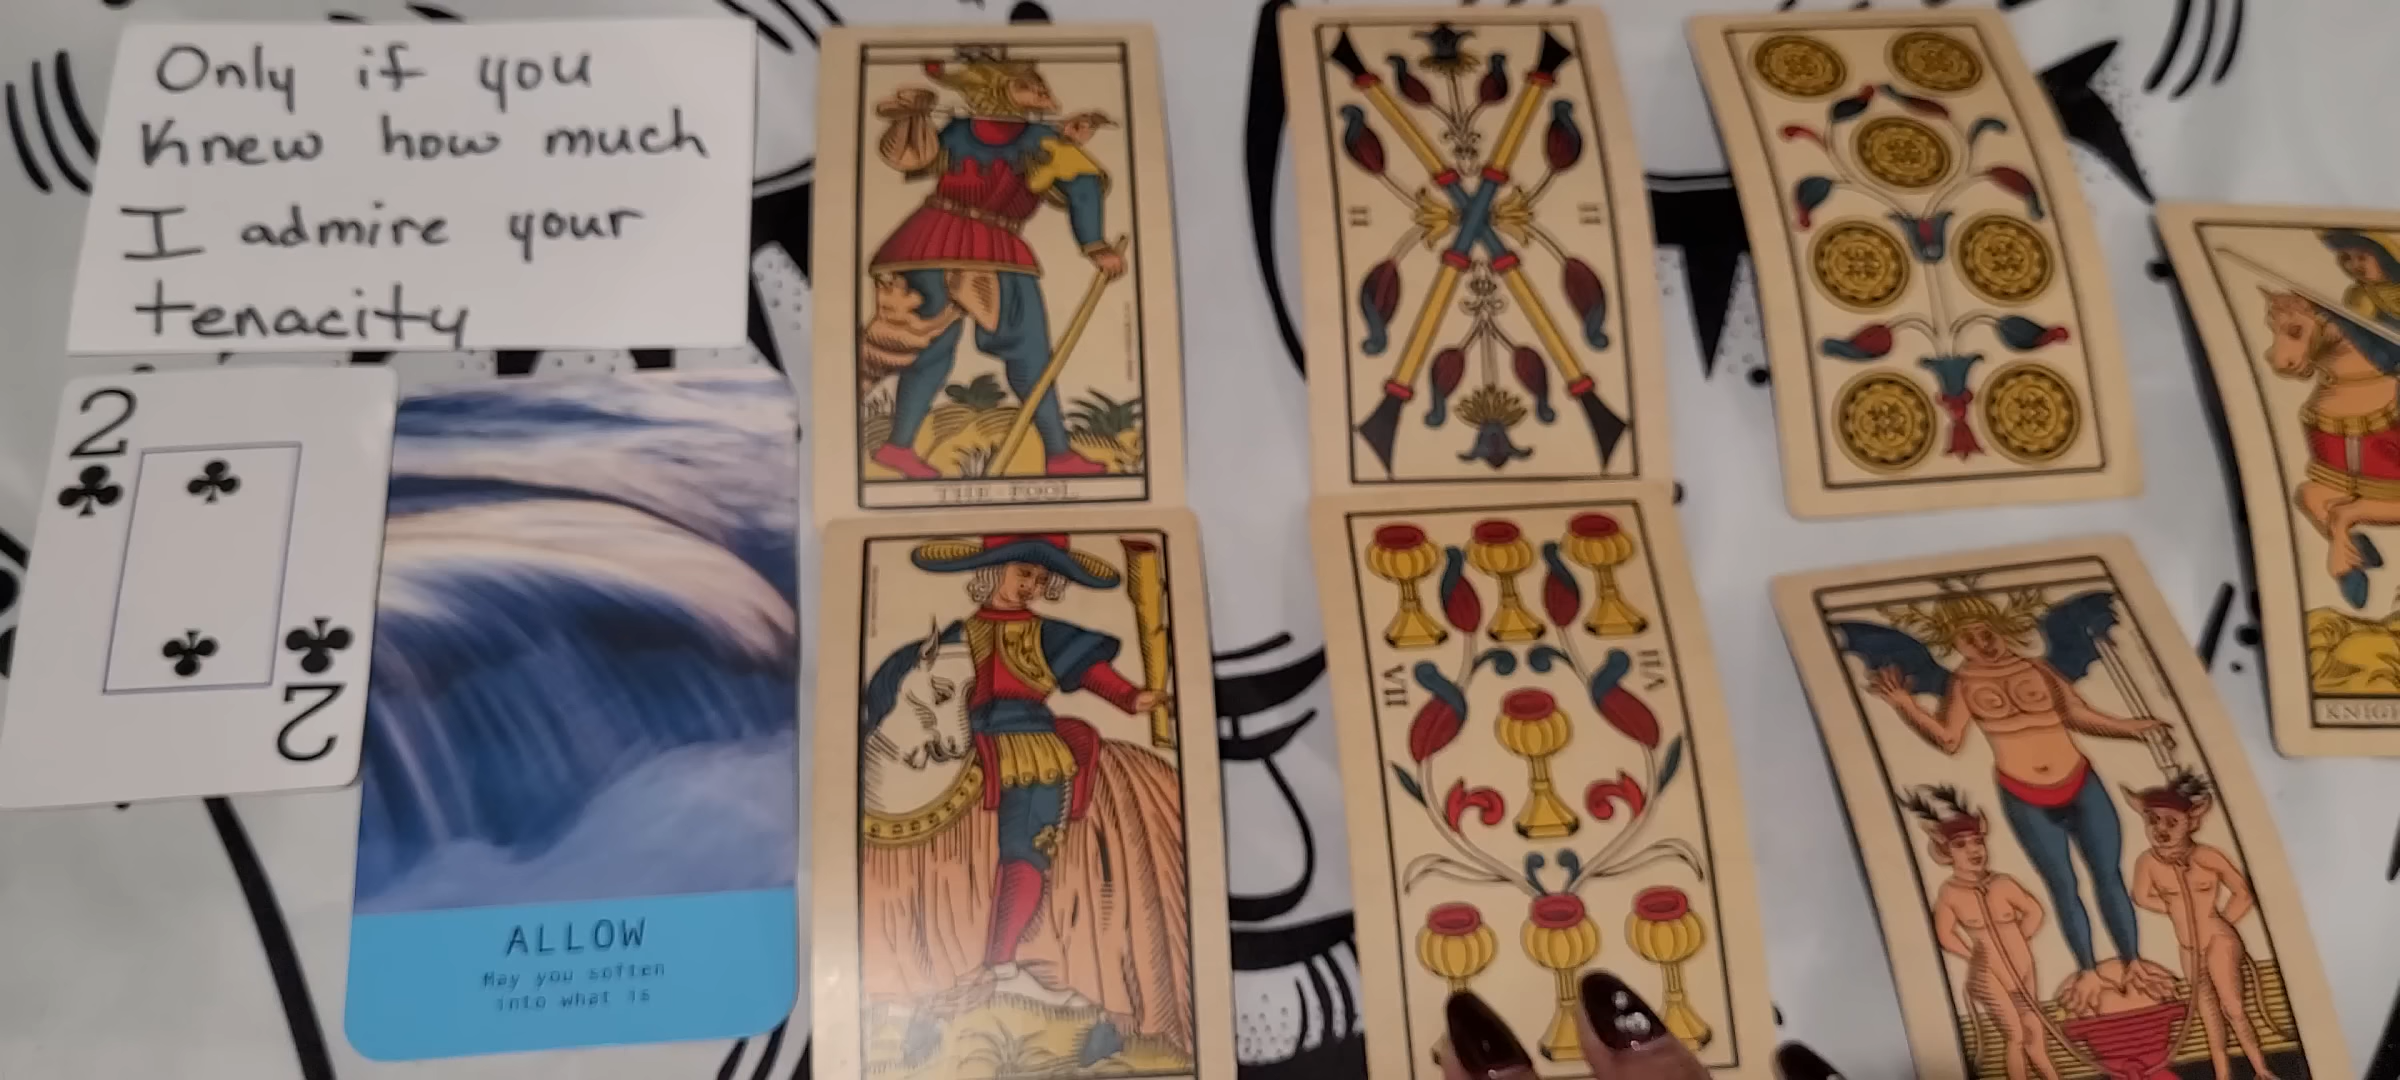 Only if you
Knew how much
I admire your
tenacity
2
2
ALLOW
May you soften
into what is
THE FOOL
II
II
VII
VII